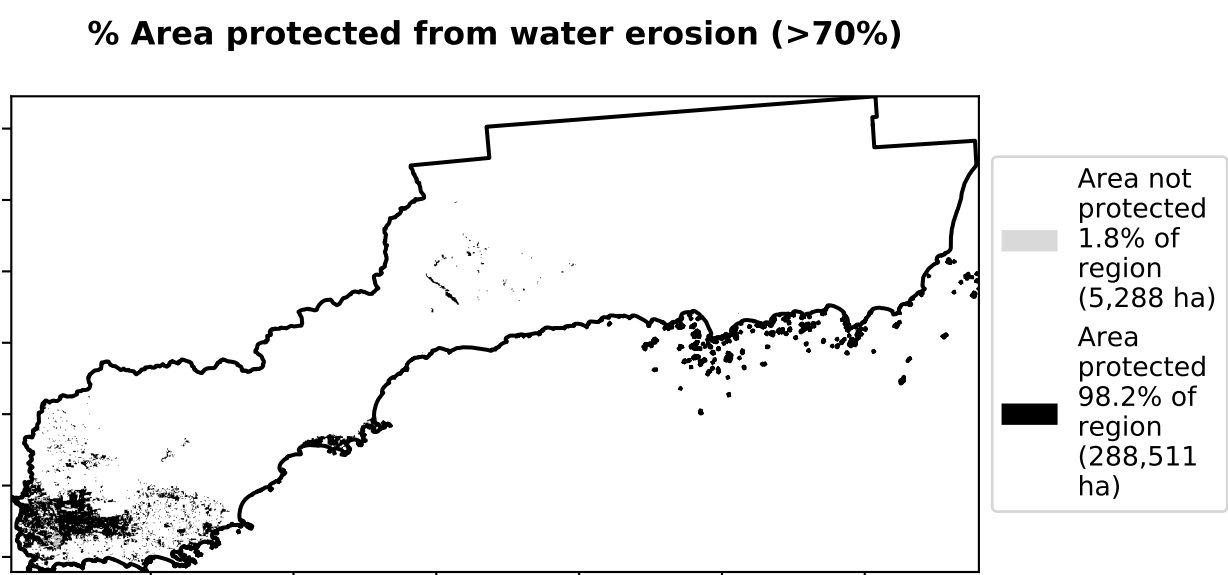 % Area protected from water erosion (>70%)
Area not
protected
1.8% of
region
(5,288 ha)
Area
protected
98.2% of
region
(288,511
ha)